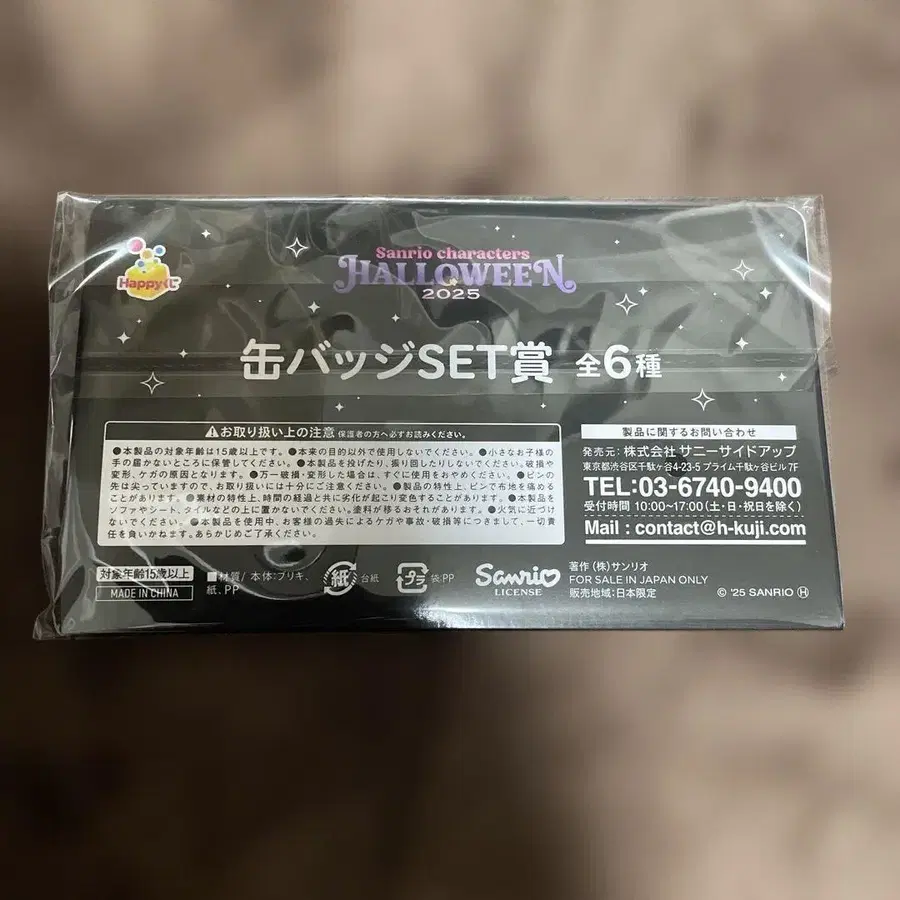 Happyくじ
Sanrio characters
HALLOWEEN
2025
缶バッジSET賞 全6種
お取り扱い上の注意 保護者の方へ必ずお読みください。
●本製品の対象年齢は15歳以上です。●本来の目的以外で使用しないでください。●小さなお子様の
手の届かないところに保管してください。●本製品を投げたり、振り回したりしないでください。破損や
変形、ケガの原因となります。●万一破損・変形した場合は、すぐに使用をおやめください。●ピンの
先は尖っていますので、お取り扱いには十分にご注意ください。●製品の特性上、ピンで布地を痛める
ことがあります。●素材の特性上、時間の経過と共に劣化が起こり変色することがあります。●本製品を
ソファやシート、タイルなどの上に置かないでください。塗料が移るおそれがあります。●火気に近づけ
ないでください。●本製品を使用中、お客様の過失によるケガや事故・破損等につきまして、一切責
任を負いかねます。あらかじめご了承ください。
製品に関するお問い合わせ
発売元:株式会社 サニーサイドアップ
東京都渋谷区千駄ヶ谷4-23-5 プライム千駄ヶ谷ビル 7F
TEL:03-6740-9400
受付時間 10:00~17:00(土・日・祝日を除く)
Mail : contact@h-kuji.com
対象年齢15歳以上
MADE IN CHINA
■材質/本体:ブリキ、
紙、PP
紙 台紙
プラ 袋:PP
Sanrio
LICENSE
著作(株)サンリオ
FOR SALE IN JAPAN ONLY
販売地域:日本限定
© '25 SANRIO Ⓗ